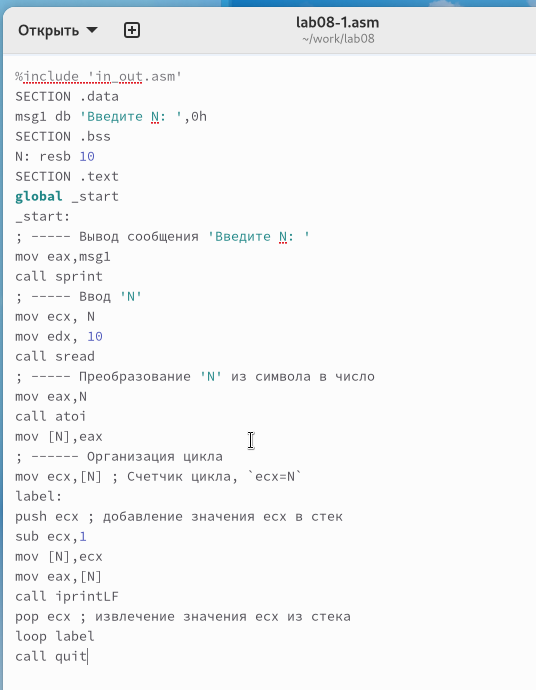 Открыть
lab08-1.asm
~/work/lab08
%include 'in_out.asm'
SECTION .data
msg1 db 'Введите N: ',0h
SECTION .bss
N: resb 10
SECTION .text
global _start
_start:
; ----- Вывод сообщения 'Введите N: '
mov eax,msg1
call sprint
; ----- Ввод 'N'
mov ecx, N
mov edx, 10
call sread
; ----- Преобразование 'N' из символа в число
mov eax,N
call atoi
mov [N],eax
; ------ Организация цикла
mov ecx,[N] ; Счетчик цикла, `ecx=N`
label:
push ecx ; добавление значения ecx в стек
sub ecx,1
mov [N],ecx
mov eax,[N]
call iprintLF
pop ecx ; извлечение значения ecx из стека
loop label
call quit